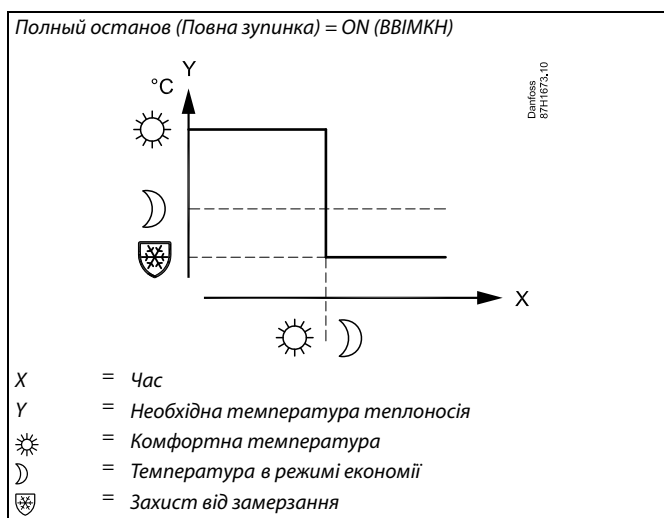 Полный останов (Повна зупинка) = ON (ВВІМКН)
Y
°C
Danfoss
87H1673.10
X
X = Час
Y = Необхідна температура теплоносія
= Комфортна температура
= Температура в режимі економії
= Захист від замерзання